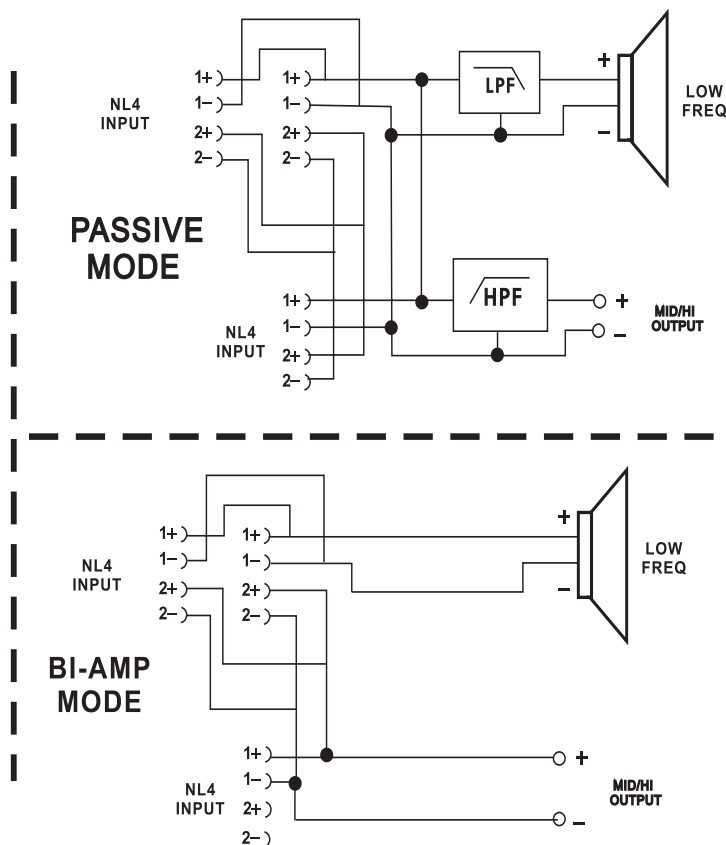 1+
1–
2+
2–
NL4
INPUT
1+
1–
2+
2–
LPF
+
–
LOW
FREQ
PASSIVE
MODE
1+
1–
2+
2–
NL4
INPUT
HPF
+
–
MID/HI
OUTPUT
1+
1–
2+
2–
NL4
INPUT
1+
1–
2+
2–
+
–
LOW
FREQ
BI-AMP
MODE
1+
1–
2+
2–
NL4
INPUT
+
–
MID/HI
OUTPUT